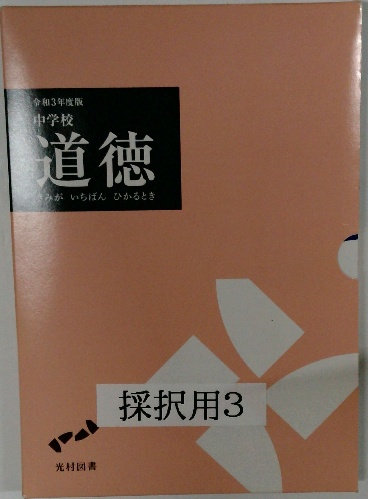 令和3年度版
中学校
道徳
きみが いちばん ひかるとき
採択用3
光村図書